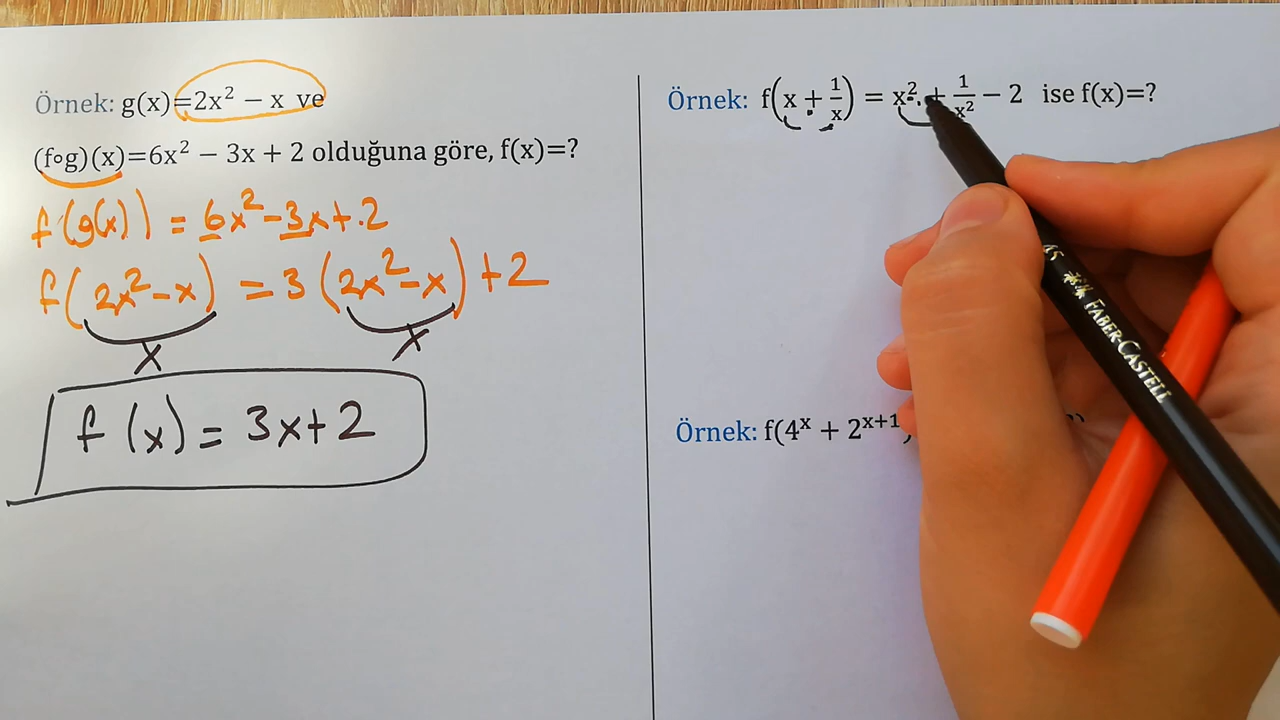 Örnek: g(x)=2x² − x ve
(f∘g)(x)=6x² − 3x + 2 olduğuna göre, f(x)=?
f(g(x)) = 6x² - 3x + 2
f(2x² - x) = 3(2x² - x) + 2
x x
f(x) = 3x + 2
Örnek: f(x + 1/x) = x² + 1/x² − 2 ise f(x)=?
Örnek: f(4ˣ + 2ˣ⁺¹
FABER-CASTELL